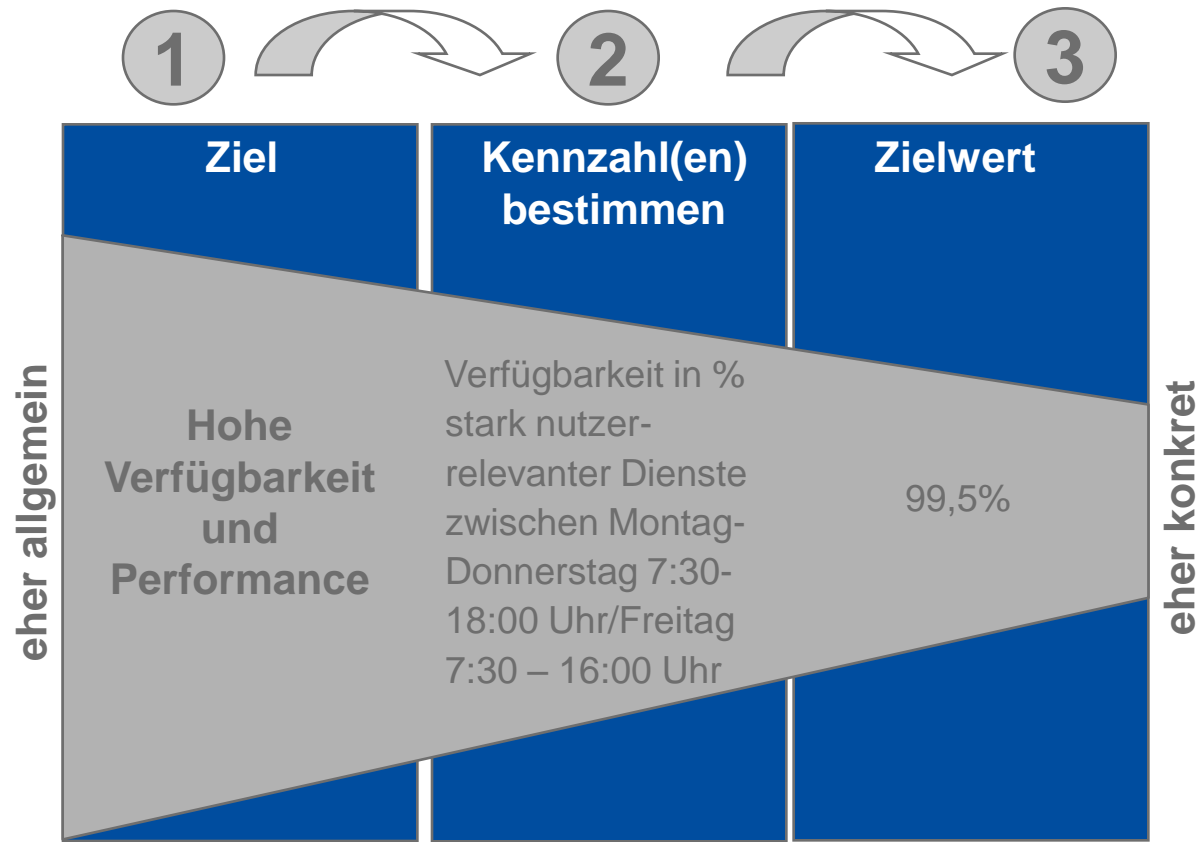 1
2
3
Ziel
Kennzahl(en)
bestimmen
Zielwert
eher allgemein
Hohe
Verfügbarkeit
und
Performance
Verfügbarkeit in %
stark nutzer-
relevanter Dienste
zwischen Montag-
Donnerstag 7:30-
18:00 Uhr/Freitag
7:30 – 16:00 Uhr
99,5%
eher konkret